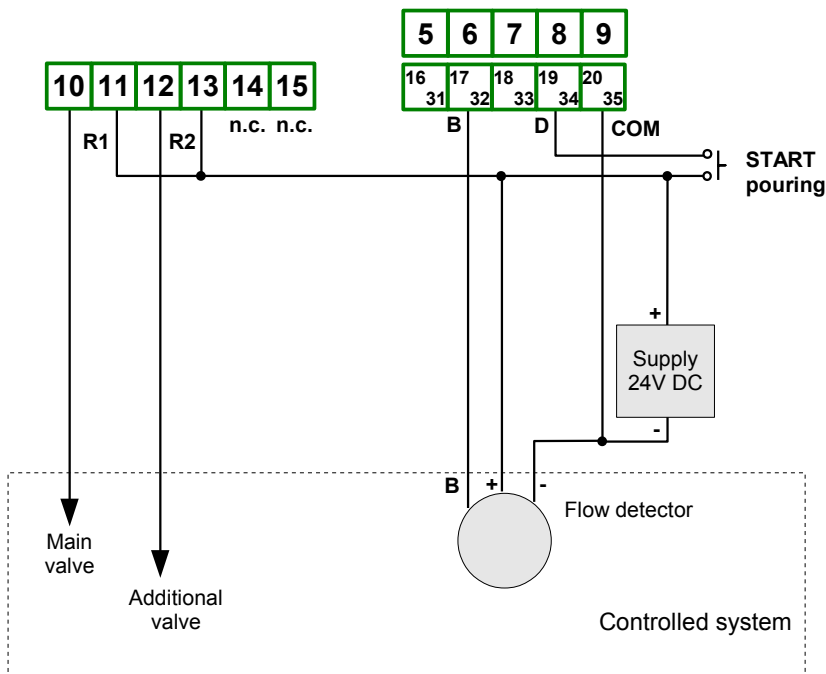 5 6 7 8 9
10 11 12 13 14 15
16 17 18 19 20
31 32 33 34 35
n.c. n.c.
R1 R2
B D COM
START
pouring
+
Supply
24V DC
-
B + -
Flow detector
Main
valve
Additional
valve
Controlled system